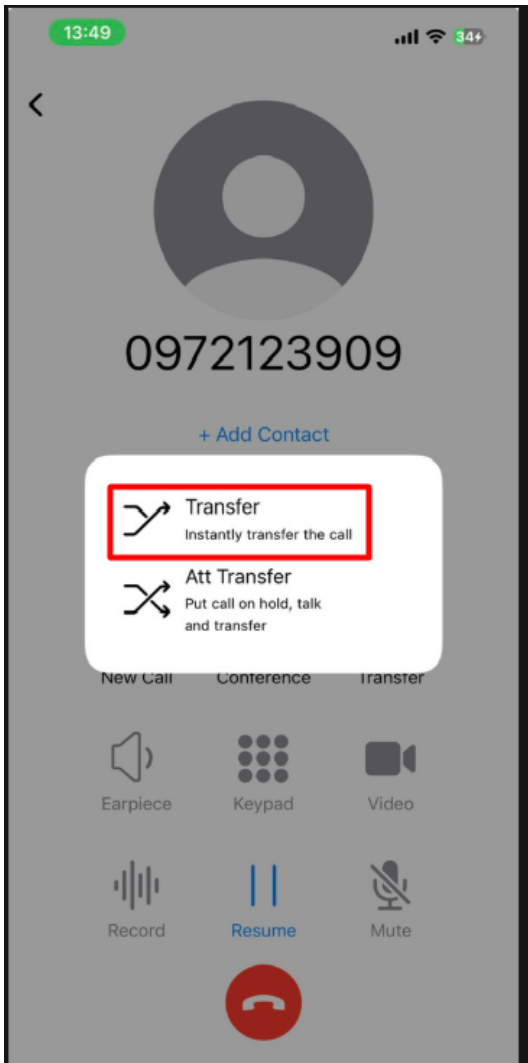 13:49
34
0972123909
+ Add Contact
Transfer
Instantly transfer the call
Att Transfer
Put call on hold, talk
and transfer
New Call Conference Transfer
Earpiece Keypad Video
Record Resume Mute